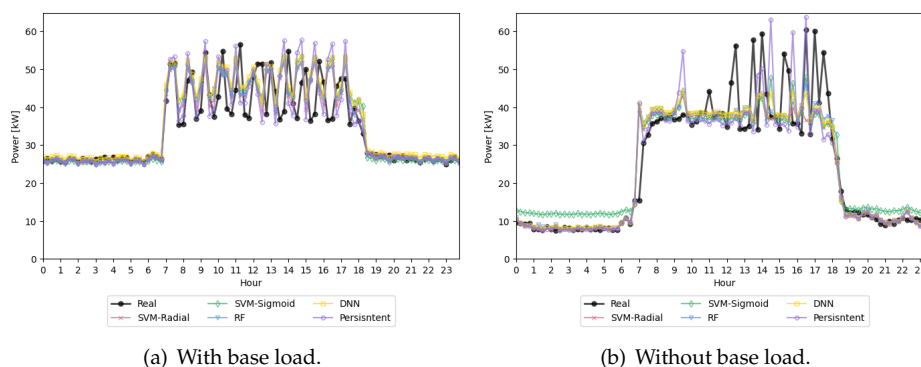 60
50
40
30
20
10
0
Power [kW]
0 1 2 3 4 5 6 7 8 9 10 11 12 13 14 15 16 17 18 19 20 21 22 23
Hour
Real
SVM-Sigmoid
DNN
SVM-Radial
RF
Persisntent
(a) With base load.
60
50
40
30
20
10
0
Power [kW]
0 1 2 3 4 5 6 7 8 9 10 11 12 13 14 15 16 17 18 19 20 21 22 23
Hour
Real
SVM-Sigmoid
DNN
SVM-Radial
RF
Persisntent
(b) Without base load.